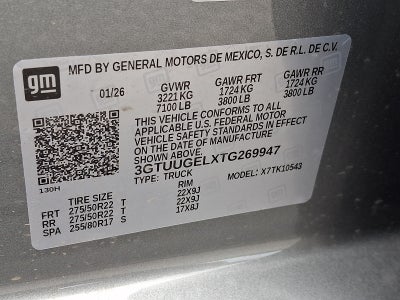 gm
MFD BY GENERAL MOTORS DE MEXICO, S. DE R.L. DE C.V.
01/26 GVWR GAWR FRT GAWR RR
3221 KG 1724 KG 1724 KG
7100 LB 3800 LB 3800 LB
THIS VEHICLE CONFORMS TO ALL
APPLICABLE U.S. FEDERAL MOTOR
VEHICLE SAFETY STANDARDS IN EFFECT
ON THE DATE OF MANUFACTURE
3GTUUGELXTG269947
130H
TYPE: TRUCK MODEL: X7TK10543
TIRE SIZE RIM
FRT 275/50R22 T 22X9J
RR 275/50R22 T 22X9J
SPA 255/80R17 S 17X8J